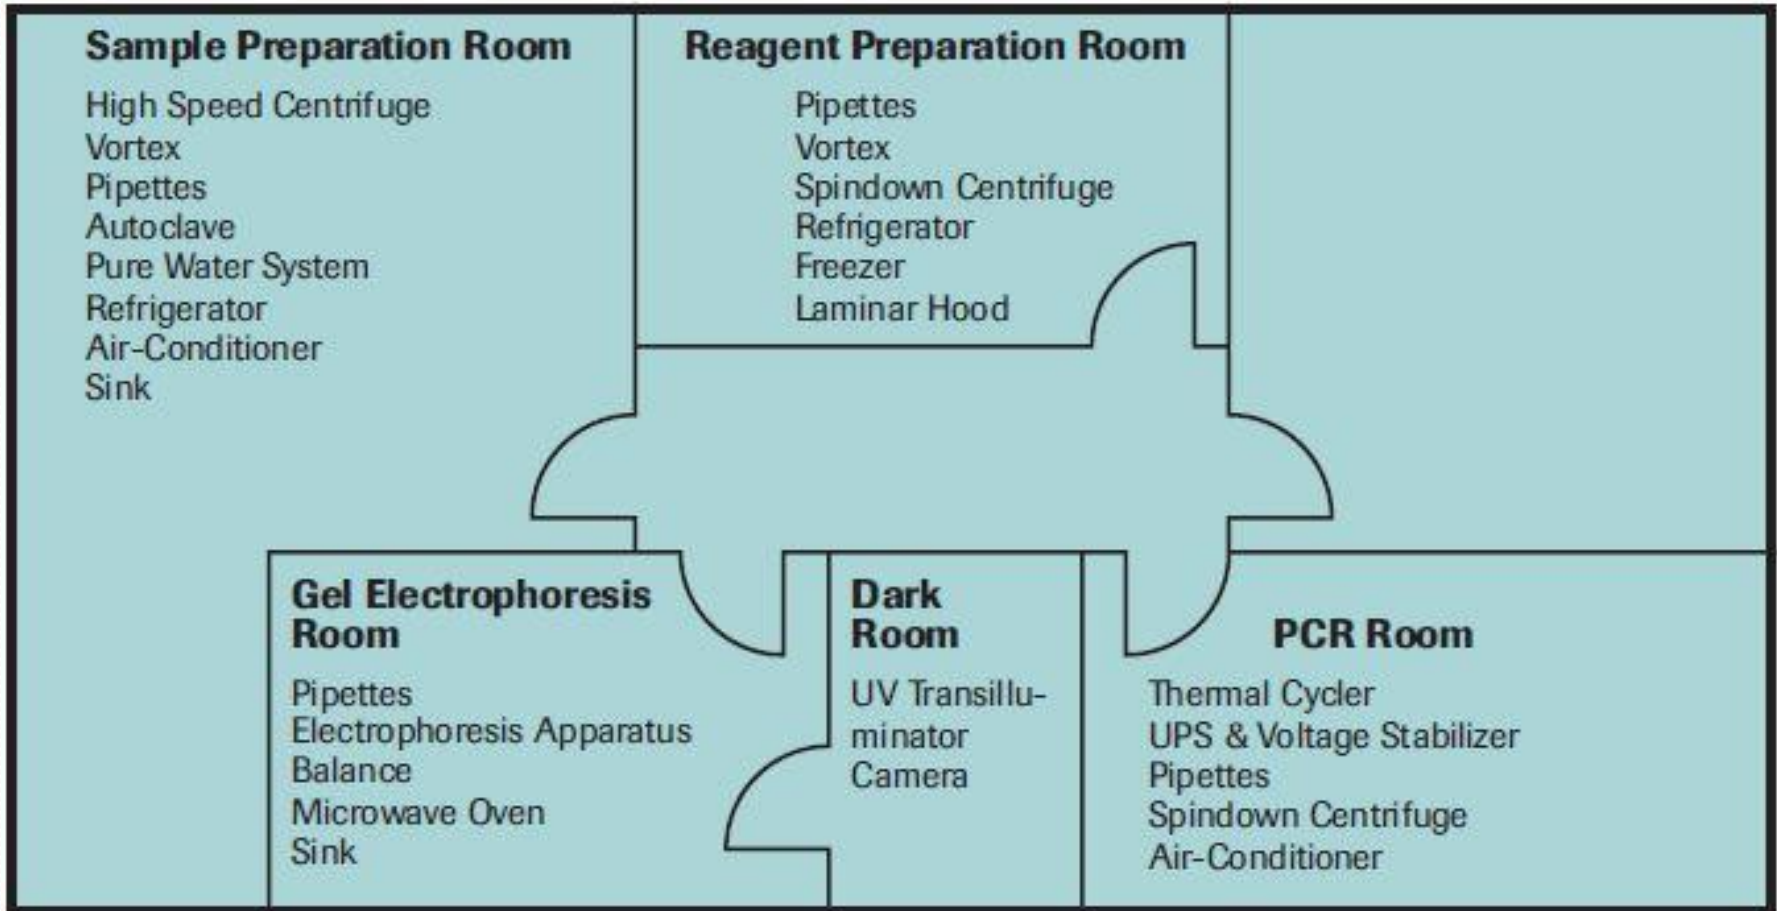 Sample Preparation Room
High Speed Centrifuge
Vortex
Pipettes
Autoclave
Pure Water System
Refrigerator
Air-Conditioner
Sink
Reagent Preparation Room
Pipettes
Vortex
Spindown Centrifuge
Refrigerator
Freezer
Laminar Hood
Gel Electrophoresis
Room
Pipettes
Electrophoresis Apparatus
Balance
Microwave Oven
Sink
Dark
Room
UV Transillu-
minator
Camera
PCR Room
Thermal Cycler
UPS & Voltage Stabilizer
Pipettes
Spindown Centrifuge
Air-Conditioner